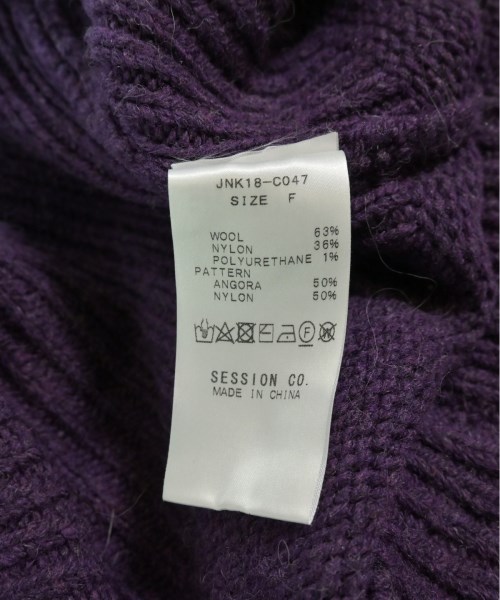 JNK18-C047
SIZE F
WOOL 63%
NYLON 36%
POLYURETHANE 1%
PATTERN
ANGORA 50%
NYLON 50%
F W
SESSION CO.
MADE IN CHINA